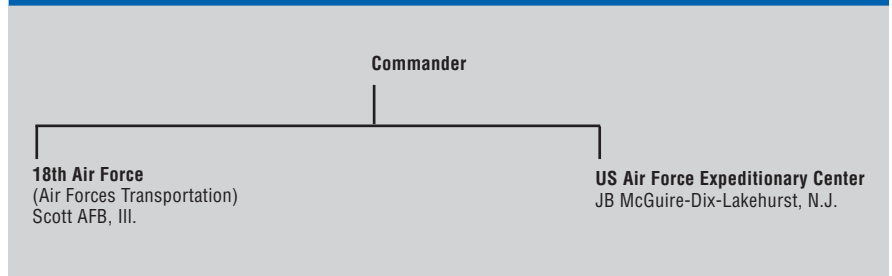 Commander
18th Air Force
(Air Forces Transportation)
Scott AFB, Ill.
US Air Force Expeditionary Center
JB McGuire-Dix-Lakehurst, N.J.